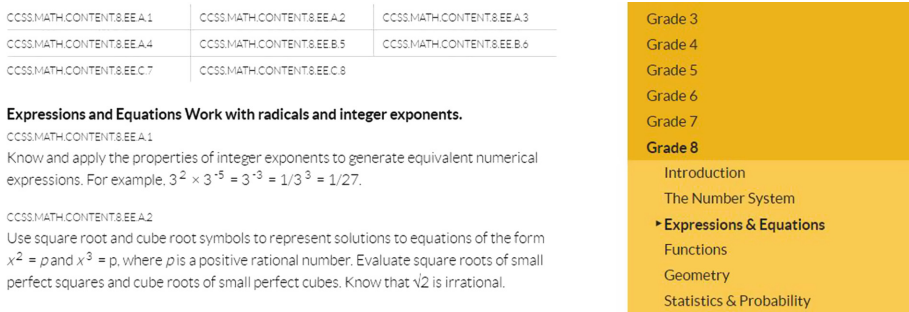 CCSS.MATH.CONTENT.8.EE.A.1 CCSS.MATH.CONTENT.8.EE.A.2 CCSS.MATH.CONTENT.8.EE.A.3
CCSS.MATH.CONTENT.8.EE.A.4 CCSS.MATH.CONTENT.8.EE.B.5 CCSS.MATH.CONTENT.8.EE.B.6
CCSS.MATH.CONTENT.8.EE.C.7 CCSS.MATH.CONTENT.8.EE.C.8
Expressions and Equations Work with radicals and integer exponents.
CCSS.MATH.CONTENT.8.EE.A.1
Know and apply the properties of integer exponents to generate equivalent numerical
expressions. For example, 3² × 3⁻⁵ = 3⁻³ = 1/3³ = 1/27.
CCSS.MATH.CONTENT.8.EE.A.2
Use square root and cube root symbols to represent solutions to equations of the form
x² = p and x³ = p, where p is a positive rational number. Evaluate square roots of small
perfect squares and cube roots of small perfect cubes. Know that √2 is irrational.
Grade 3
Grade 4
Grade 5
Grade 6
Grade 7
Grade 8
Introduction
The Number System
‣ Expressions & Equations
Functions
Geometry
Statistics & Probability